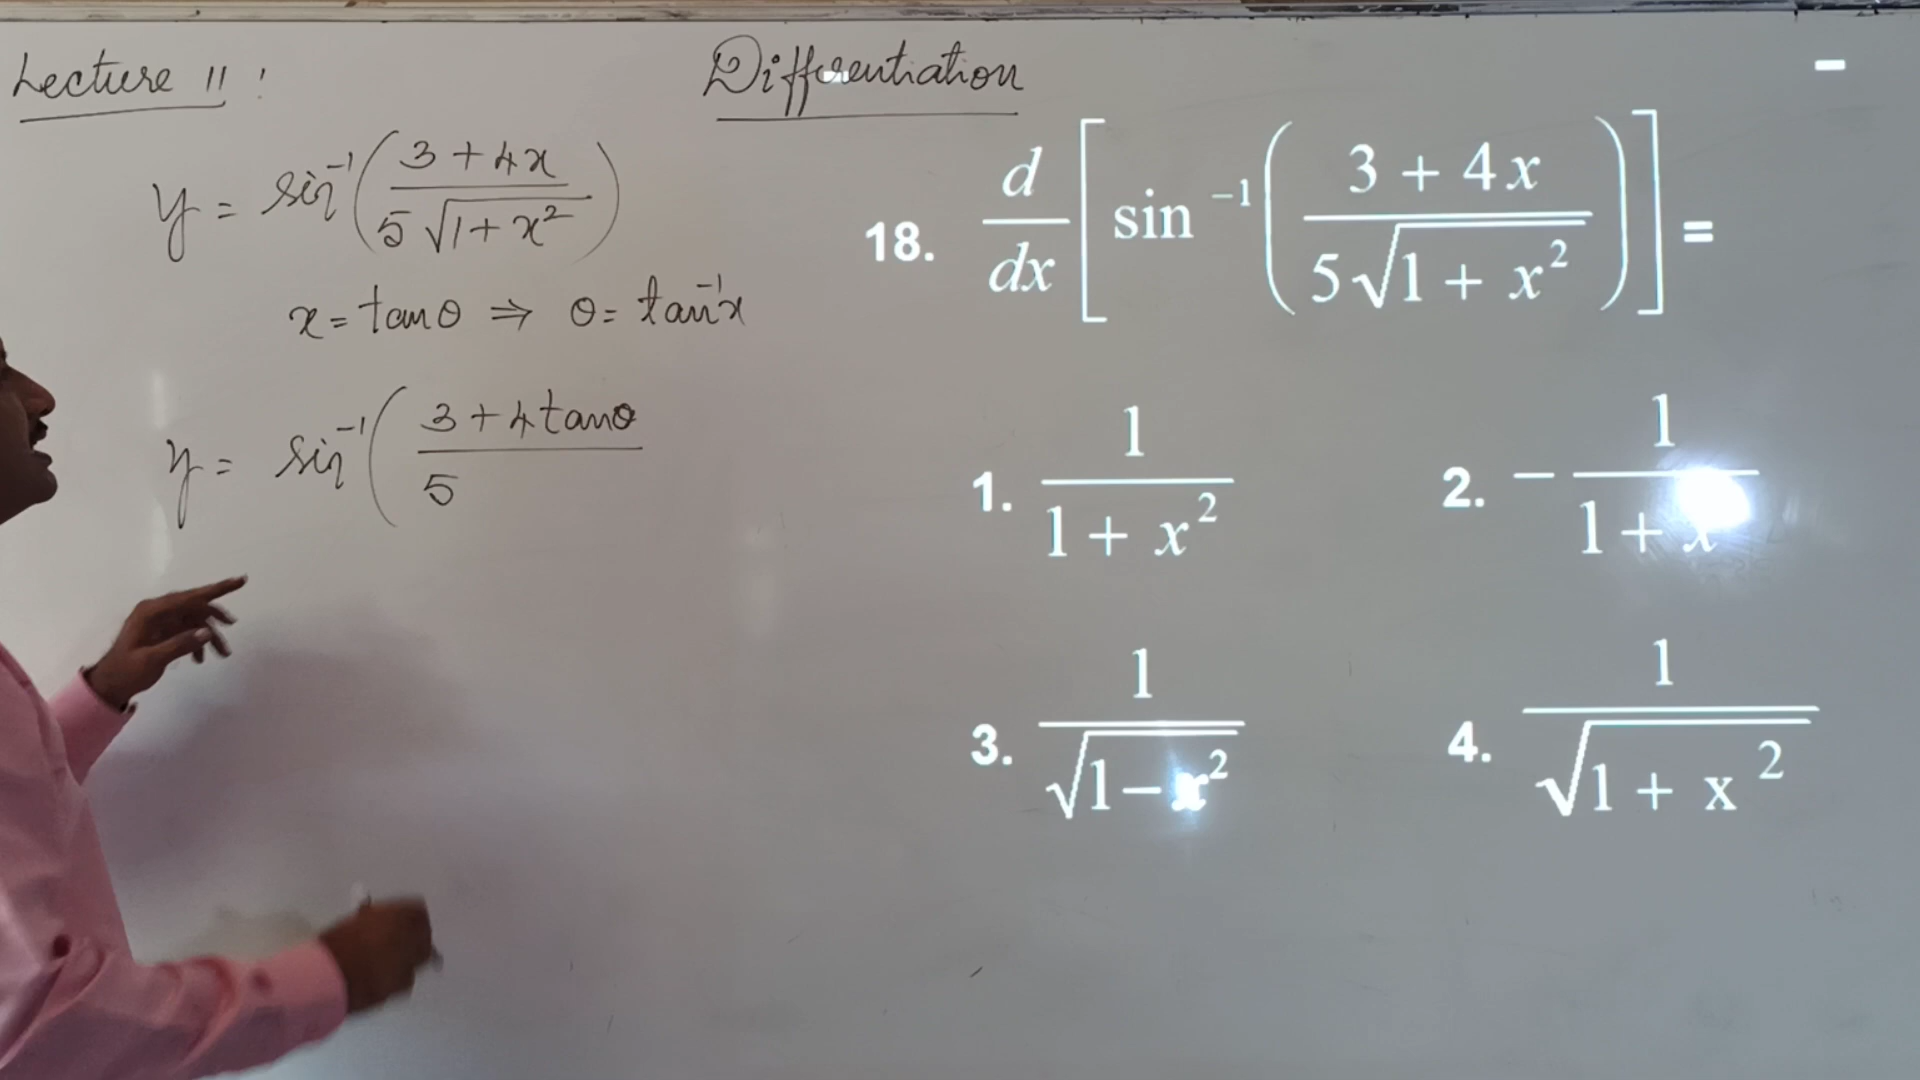 Lecture 11 :
Differentiation
y = sin⁻¹( (3 + 4x) / (5√(1 + x²)) )
x = tanθ ⇒ θ = tan⁻¹x
y = sin⁻¹( (3 + 4tanθ) / 5
18. d/dx [ sin⁻¹( (3 + 4x) / (5√(1 + x²)) ) ] =
1. 1 / (1 + x²)
2. − 1 / (1 + x
3. 1 / √(1 − x²)
4. 1 / √(1 + x²)